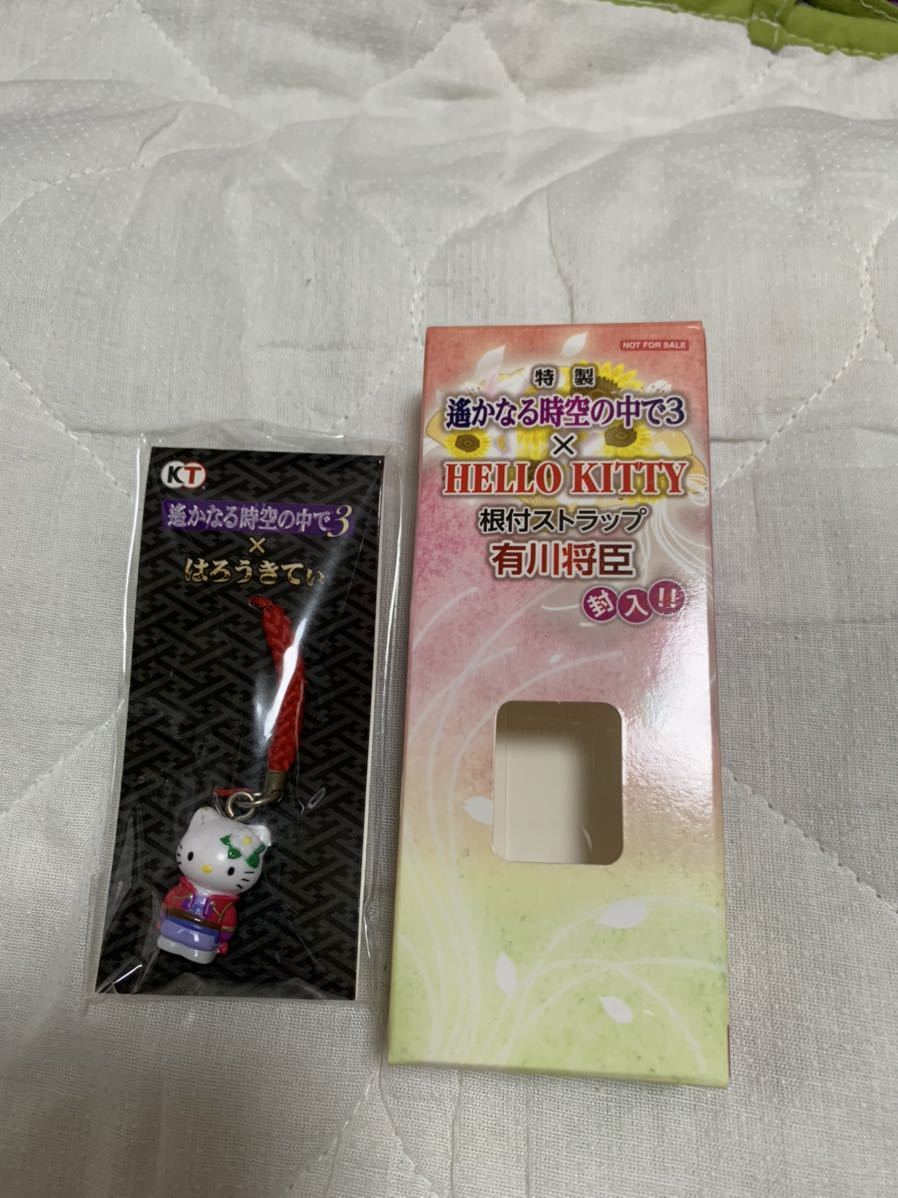 KT
遙かなる時空の中で3
×
はろうきてぃ
NOT FOR SALE
特製
遙かなる時空の中で3
×
HELLO KITTY
根付ストラップ
有川将臣
封入!!